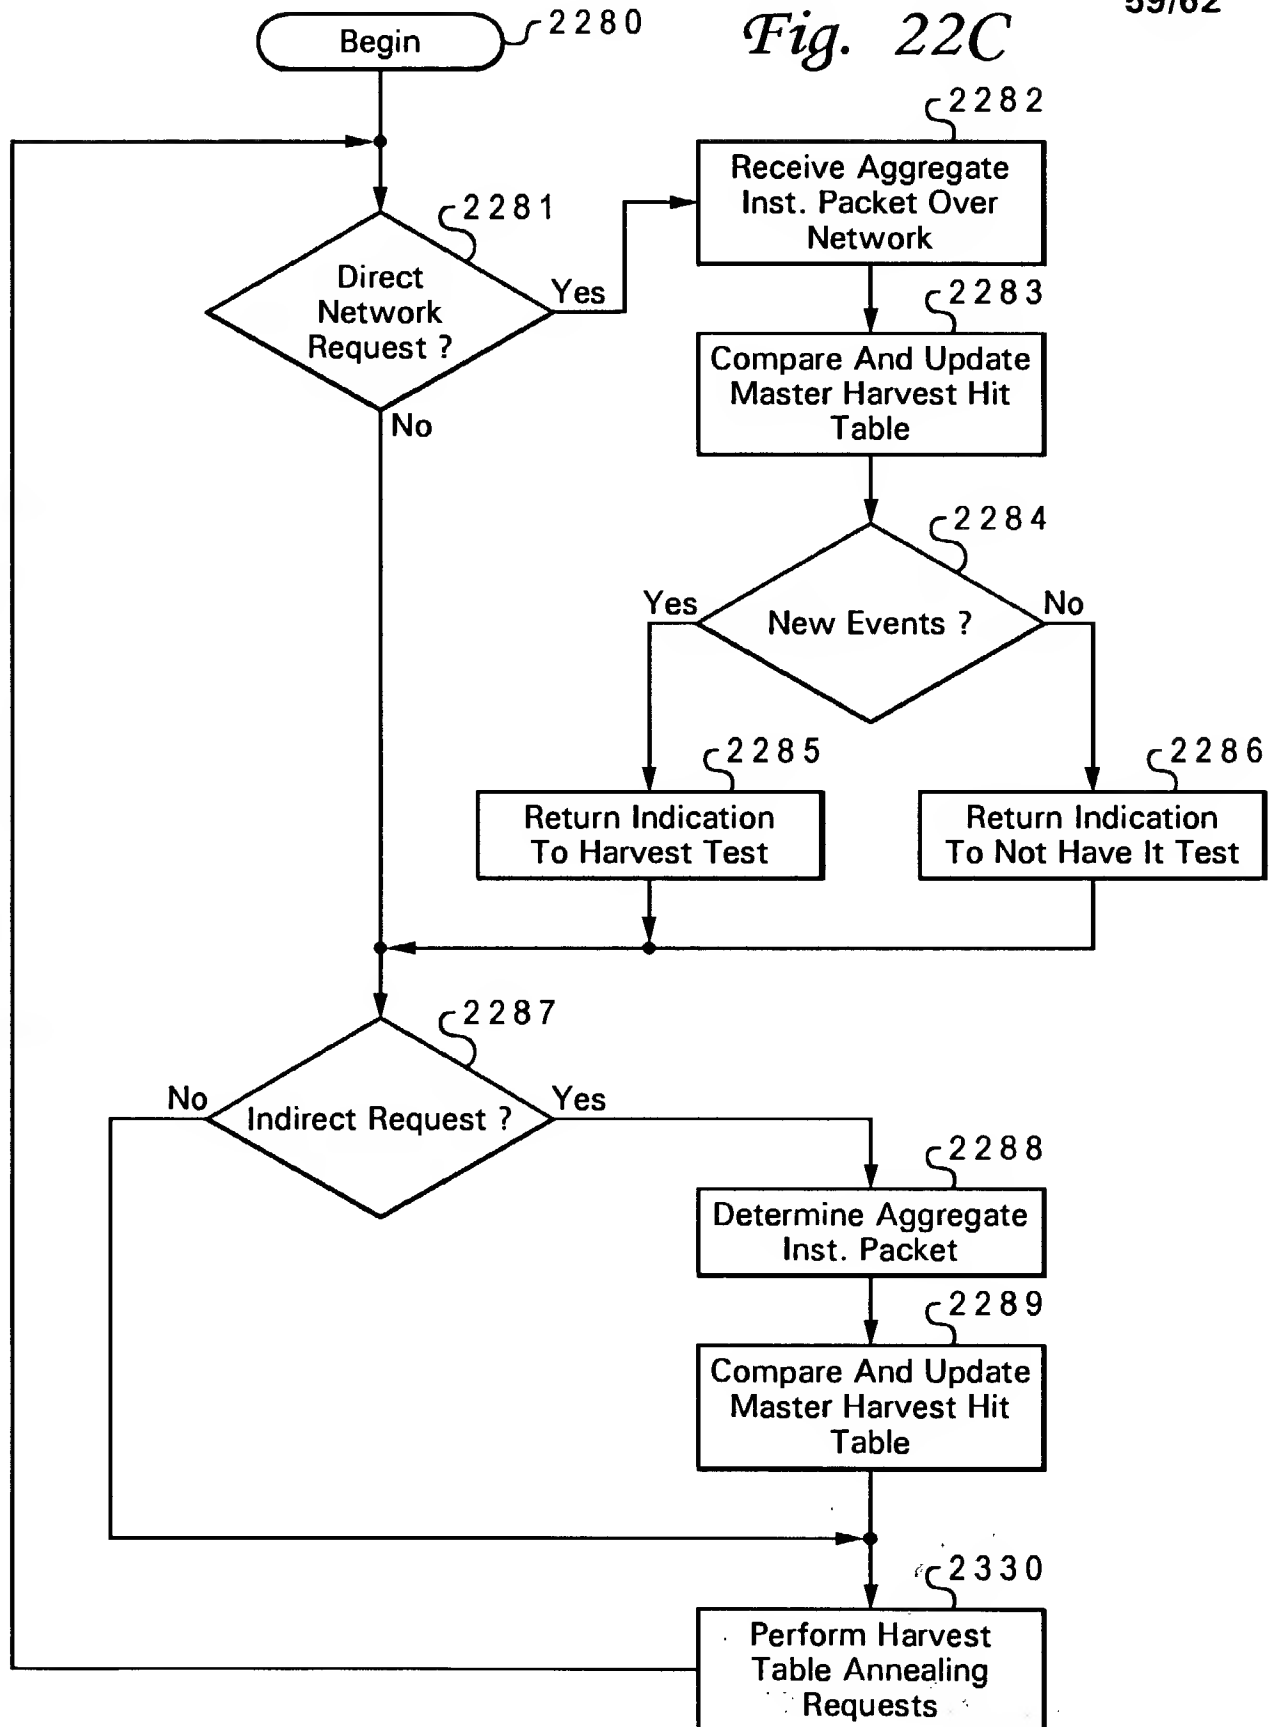 59/62
Fig. 22C
Begin
2280
2282
Receive Aggregate
Inst. Packet Over
Network
2281
Direct
Network
Request ?
Yes
No
2283
Compare And Update
Master Harvest Hit
Table
2284
New Events ?
Yes
No
2285
Return Indication
To Harvest Test
2286
Return Indication
To Not Have It Test
2287
Indirect Request ?
No
Yes
2288
Determine Aggregate
Inst. Packet
2289
Compare And Update
Master Harvest Hit
Table
2330
Perform Harvest
Table Annealing
Requests